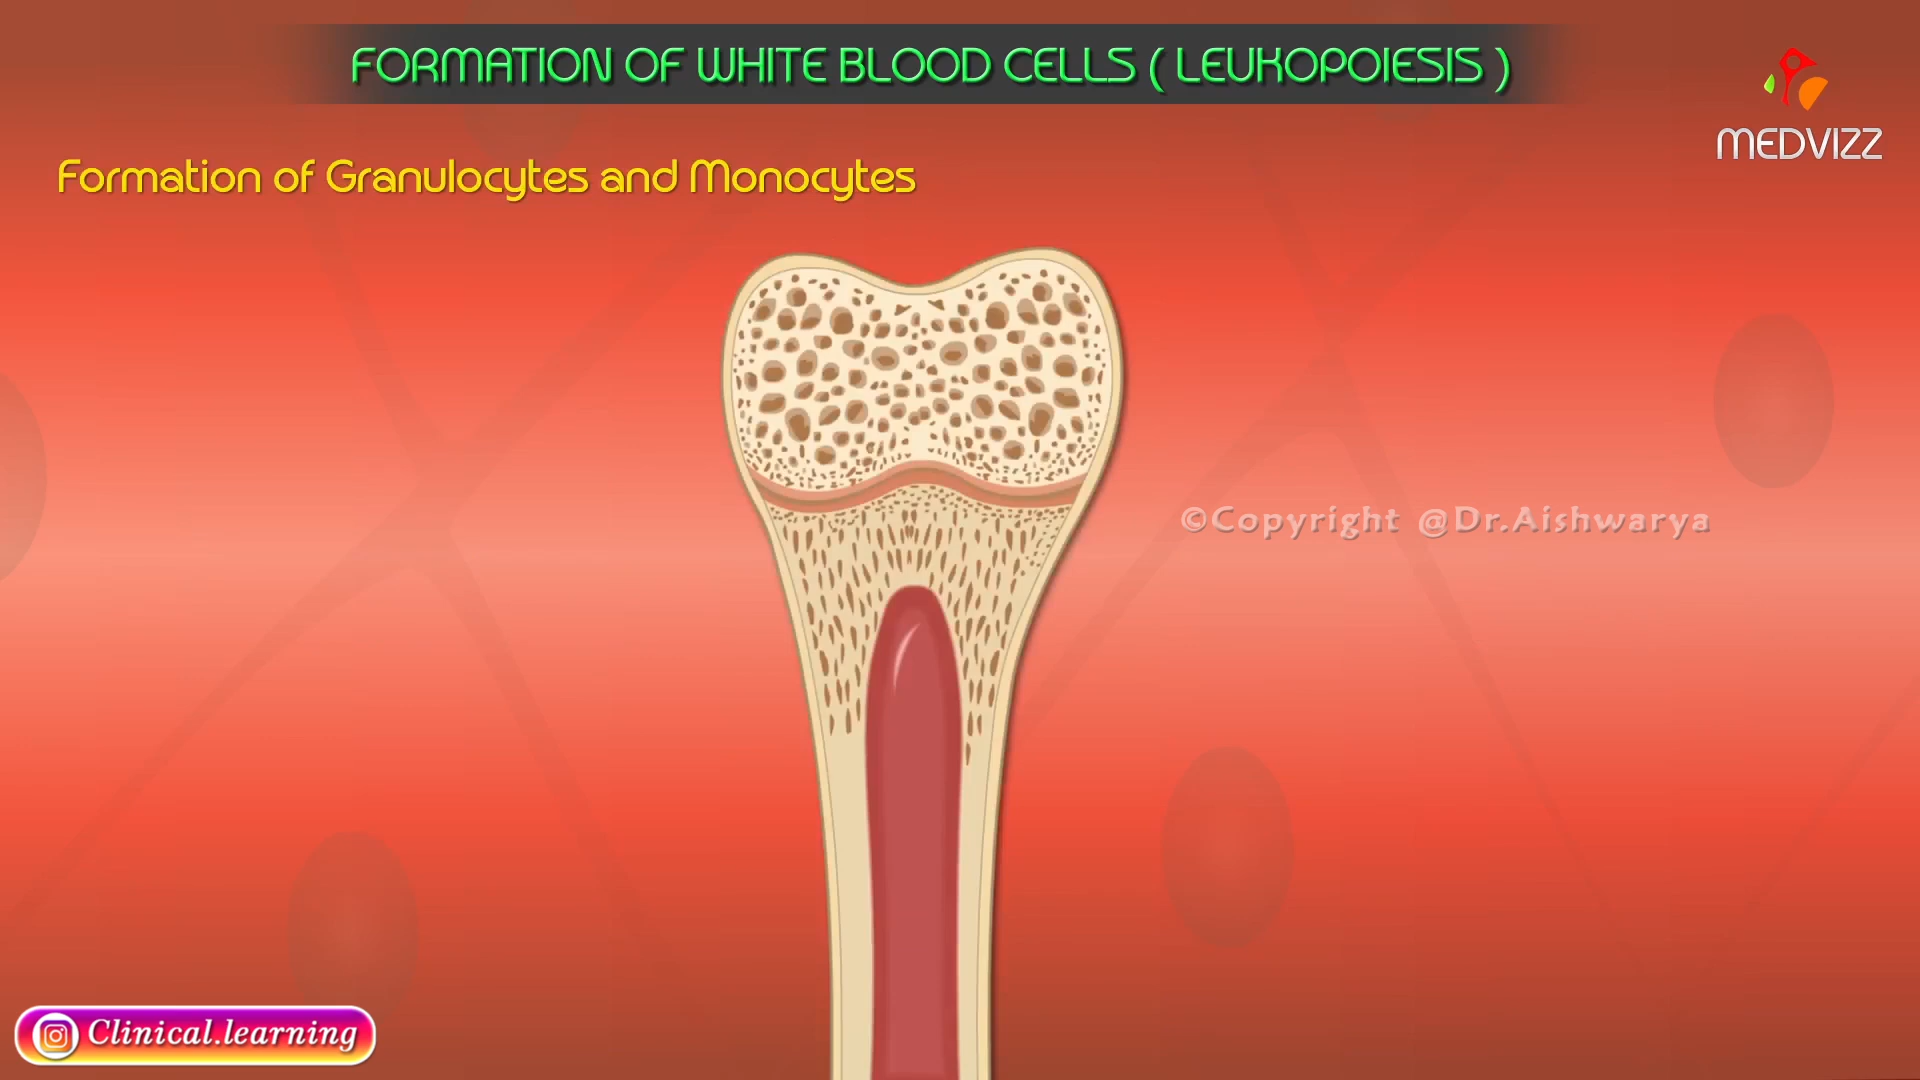 FORMATION OF WHITE BLOOD CELLS ( LEUKOPOIESIS )
MEDVIZZ
Formation of Granulocytes and Monocytes
©Copyright @Dr.Aishwarya
Clinical.learning